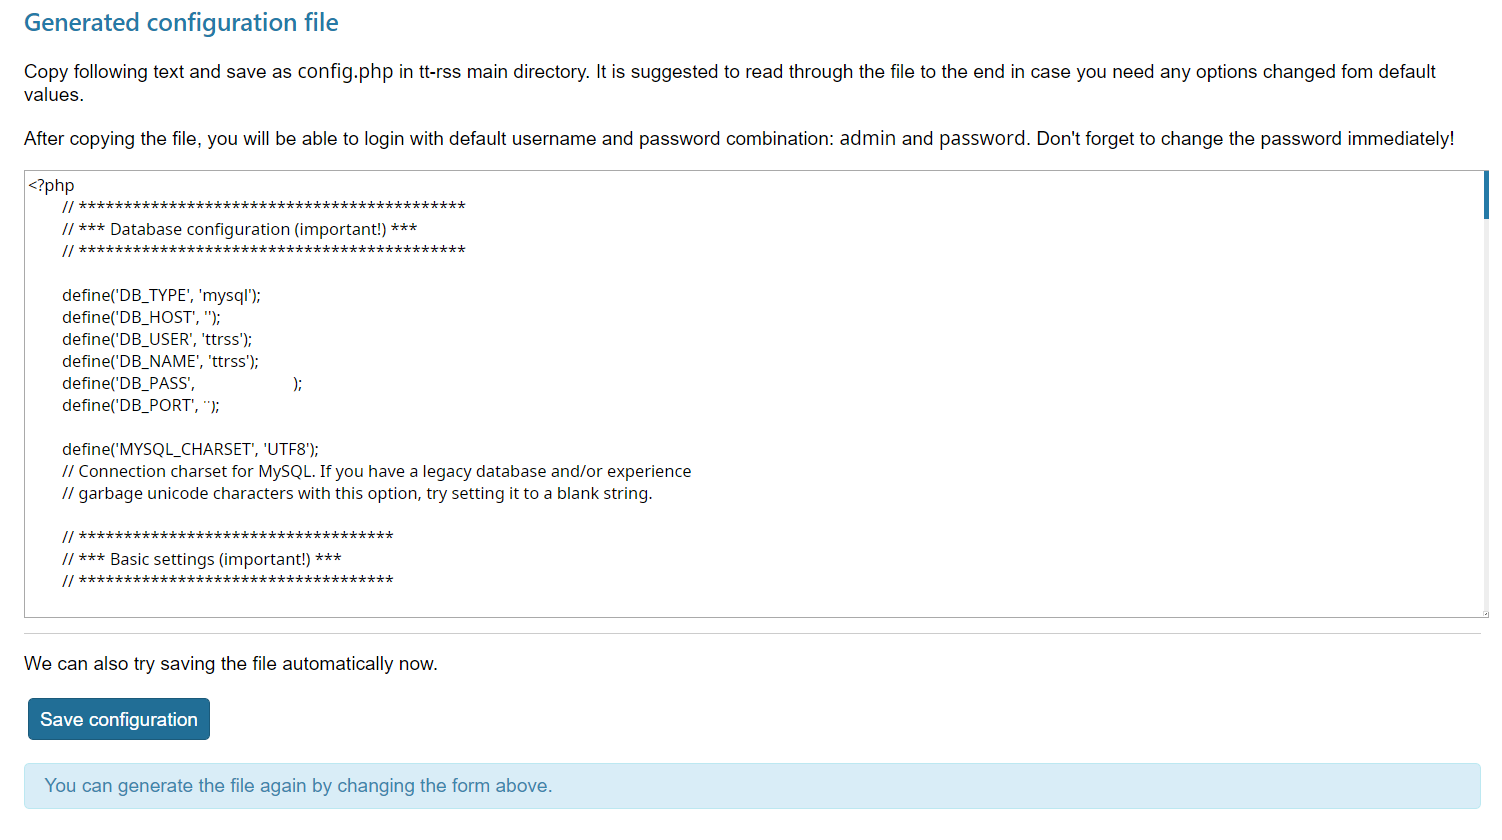 Generated configuration file
Copy following text and save as config.php in tt-rss main directory. It is suggested to read through the file to the end in case you need any options changed fom default
values.
After copying the file, you will be able to login with default username and password combination: admin and password. Don't forget to change the password immediately!
<?php
// *******************************************
// *** Database configuration (important!) ***
// *******************************************
define('DB_TYPE', 'mysql');
define('DB_HOST', '');
define('DB_USER', 'ttrss');
define('DB_NAME', 'ttrss');
define('DB_PASS', );
define('DB_PORT', '');
define('MYSQL_CHARSET', 'UTF8');
// Connection charset for MySQL. If you have a legacy database and/or experience
// garbage unicode characters with this option, try setting it to a blank string.
// ***********************************
// *** Basic settings (important!) ***
// ***********************************
We can also try saving the file automatically now.
Save configuration
You can generate the file again by changing the form above.